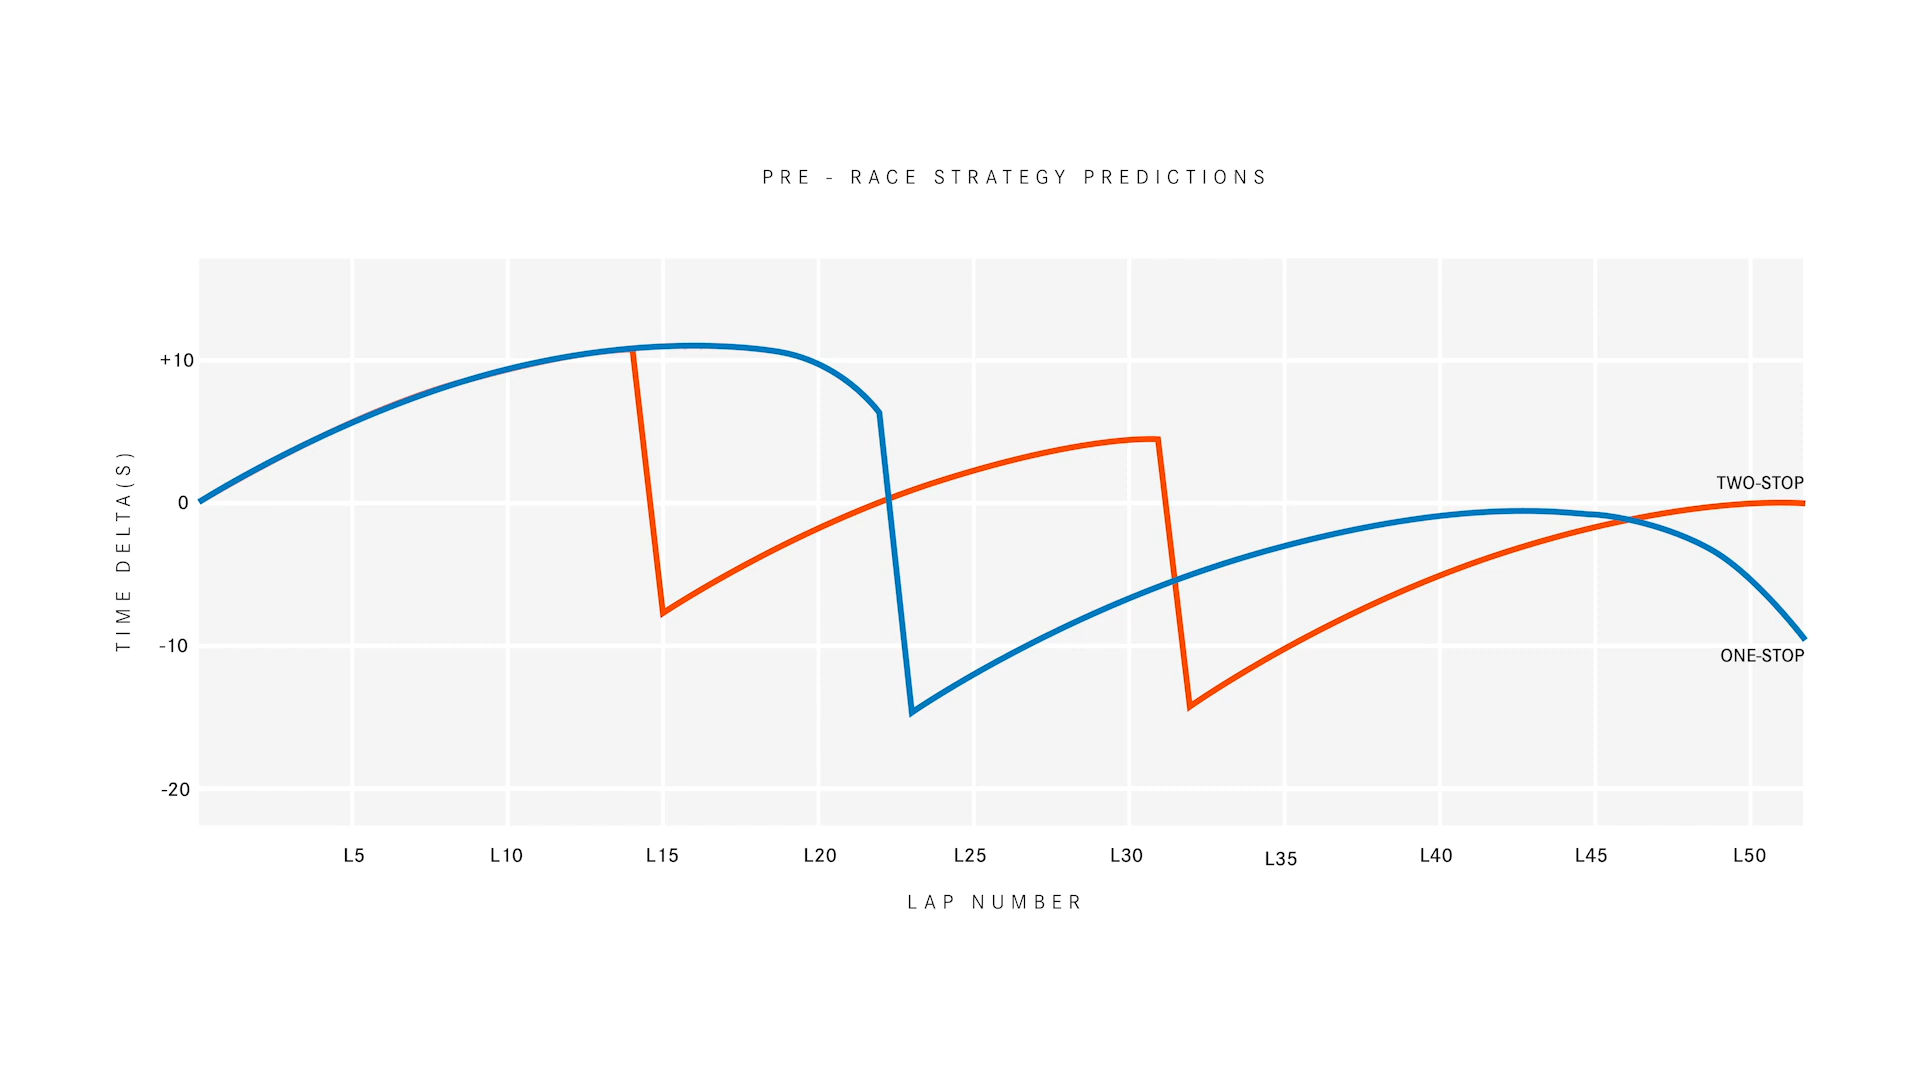 PRE - RACE STRATEGY PREDICTIONS
TIME DELTA(S)
+10
0
-10
-20
TWO-STOP
ONE-STOP
L5 L10 L15 L20 L25 L30 L35 L40 L45 L50
LAP NUMBER